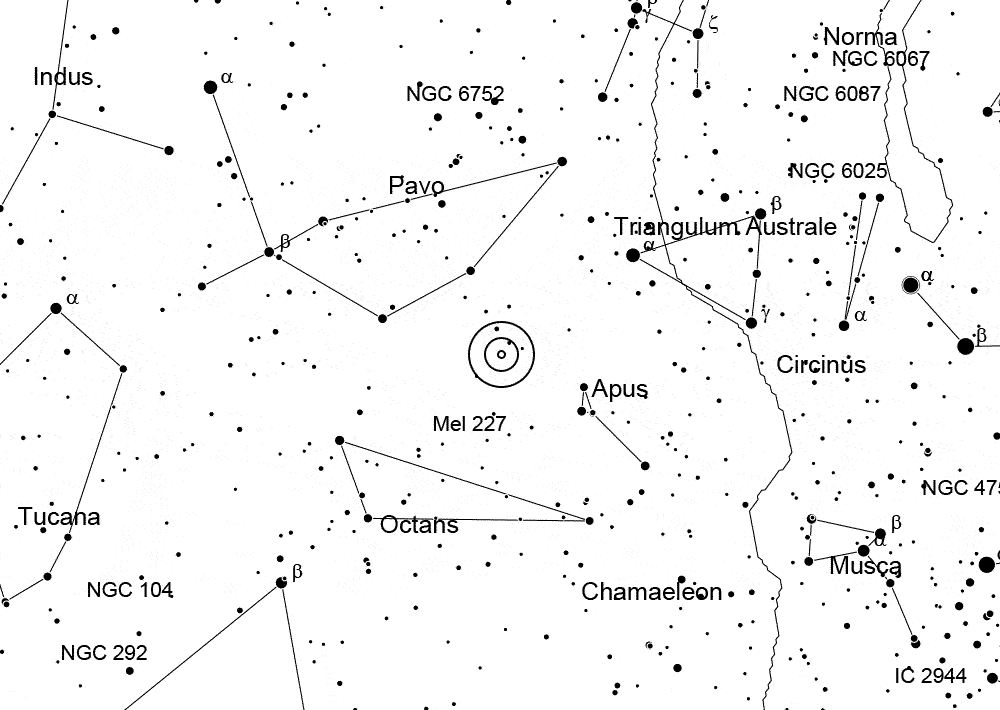 β
γ
ζ
Norma
NGC 6067
Indus
α
NGC 6752
NGC 6087
Pavo
NGC 6025
β
Triangulum Australe
β
α
α
α
γ
α
β
Circinus
Apus
Mel 227
NGC 475
Tucana
Octans
β
α
Musca
β
NGC 104
Chamaeleon
NGC 292
IC 2944